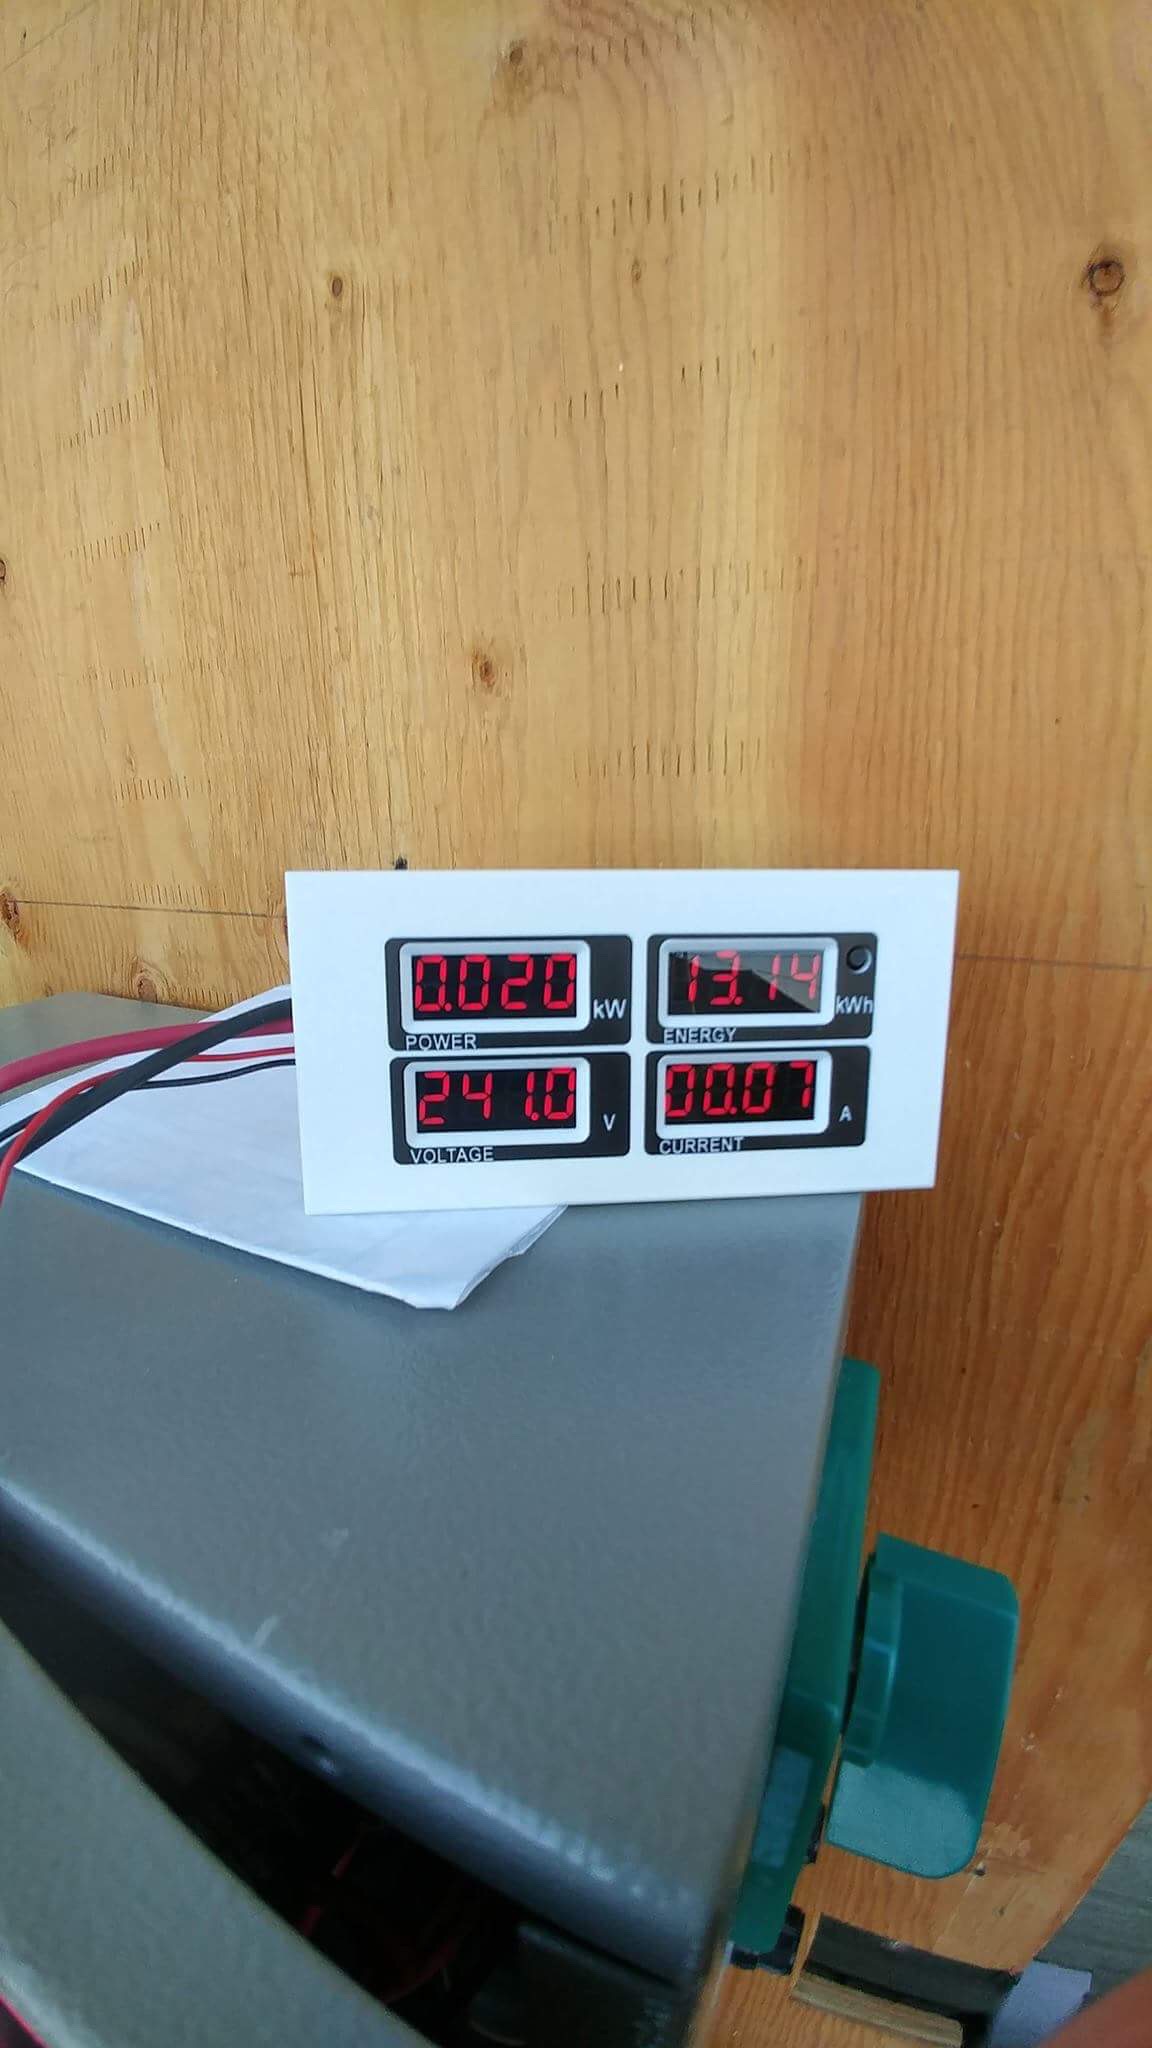 0.020 kW
POWER
13.14 kWh
ENERGY
241.0 V
VOLTAGE
00.07 A
CURRENT